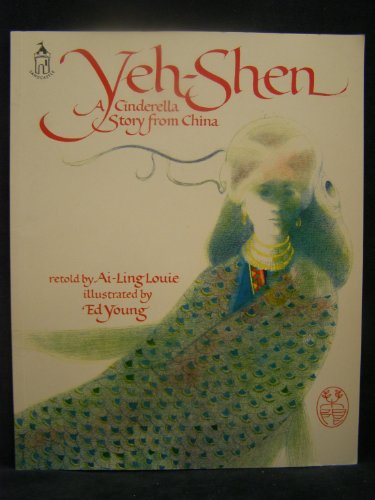 Yeh-Shen
A Cinderella
Story from China
retold by Ai-Ling Louie
illustrated by
Ed Young